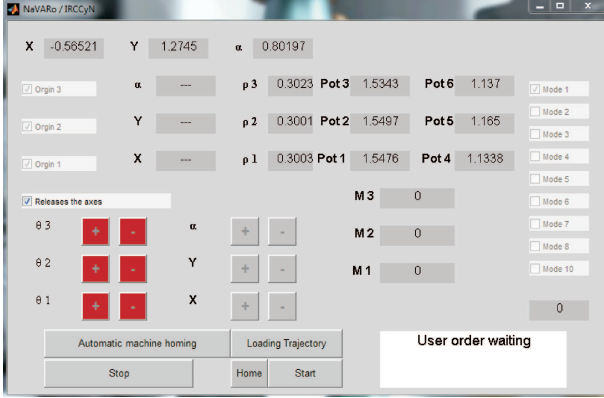 NaVARo / IRCCyN
X -0.56521 Y 1.2745 α 0.80197
Orgin 3 α --- ρ 3 0.3023 Pot 3 1.5343 Pot 6 1.137 Mode 1
Mode 2
Orgin 2 Y --- ρ 2 0.3001 Pot 2 1.5497 Pot 5 1.165 Mode 3
Orgin 1 X --- ρ 1 0.3003 Pot 1 1.5476 Pot 4 1.1338 Mode 4
Mode 5
Releases the axes M 3 0 Mode 6
θ 3 + - α + - Mode 7
M 2 0 Mode 8
θ 2 + - Y + - M 1 0 Mode 10
θ 1 + - X + - 0
Automatic machine homing Loading Trajectory User order waiting
Stop Home Start